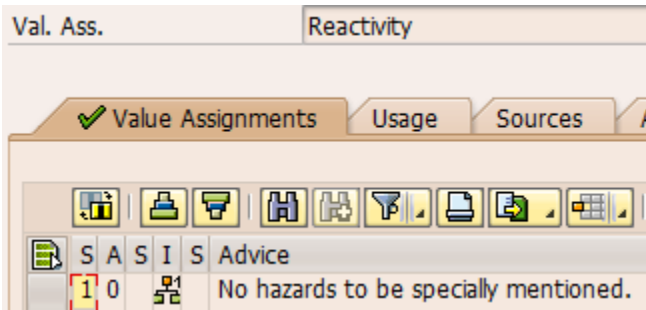 Val. Ass. Reactivity
Value Assignments Usage Sources
S A S I S Advice
1 0 No hazards to be specially mentioned.